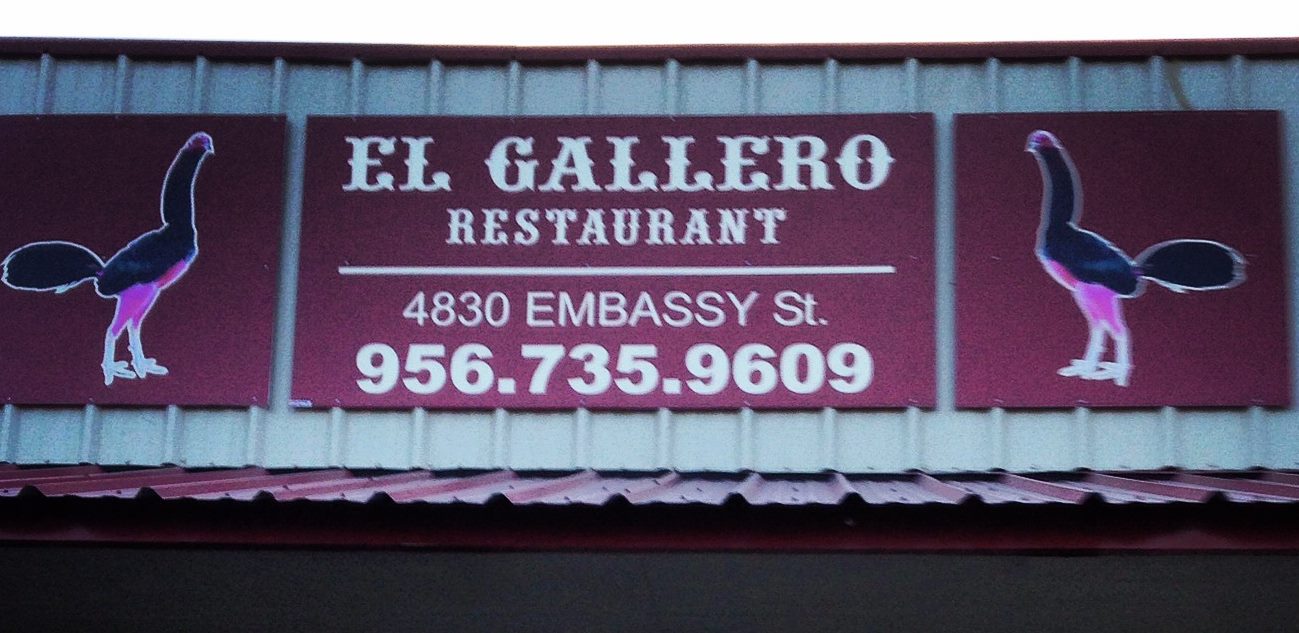 EL GALLERO
RESTAURANT
4830 EMBASSY St.
956.735.9609